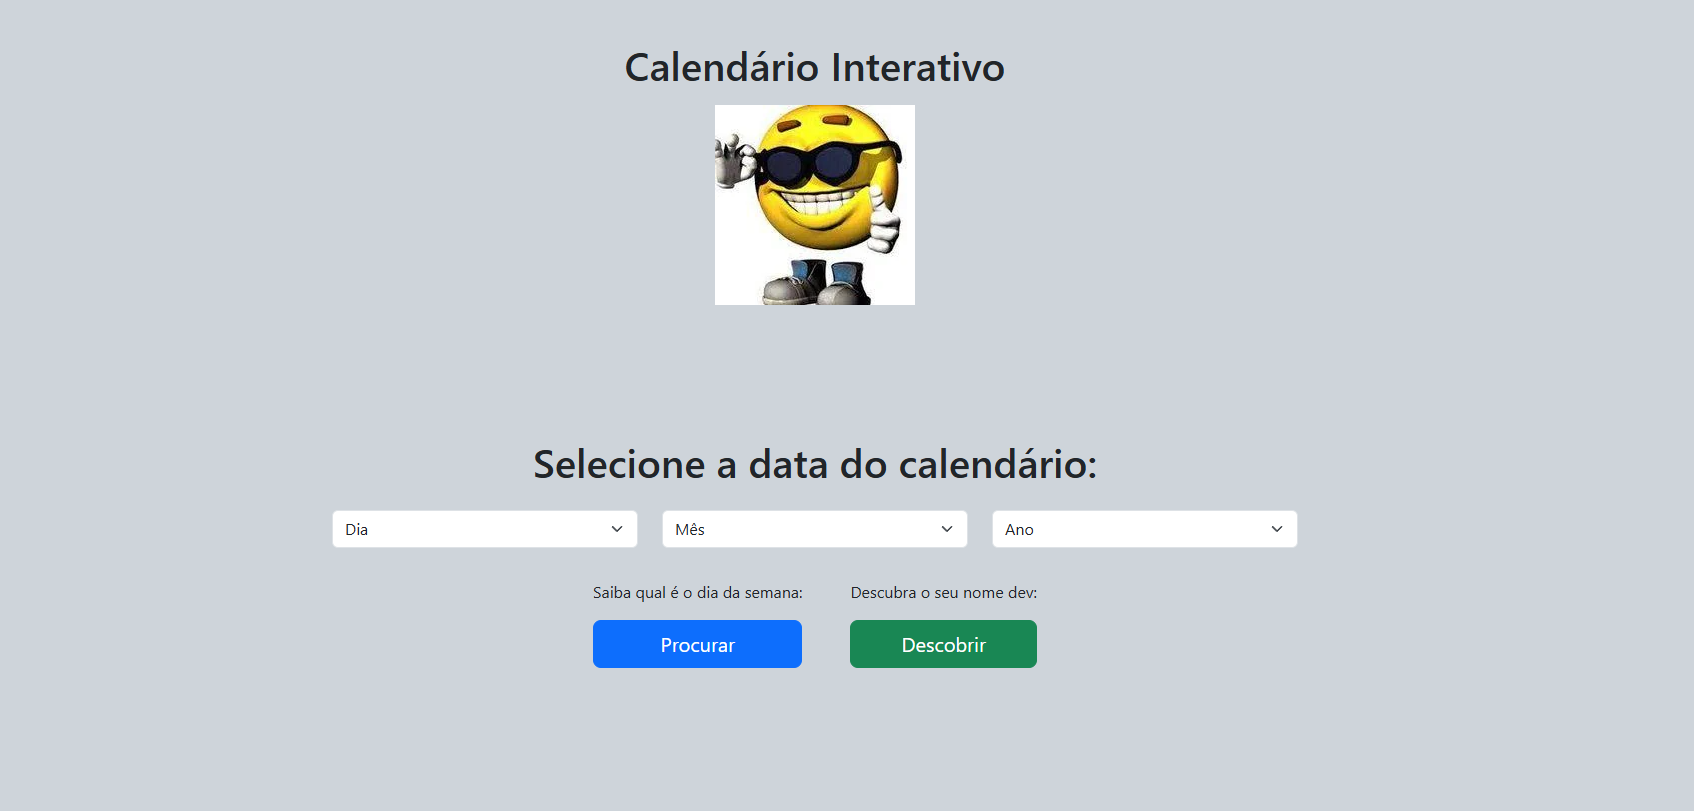 Calendário Interativo
Selecione a data do calendário:
Dia
Mês
Ano
Saiba qual é o dia da semana:
Descubra o seu nome dev:
Procurar
Descobrir